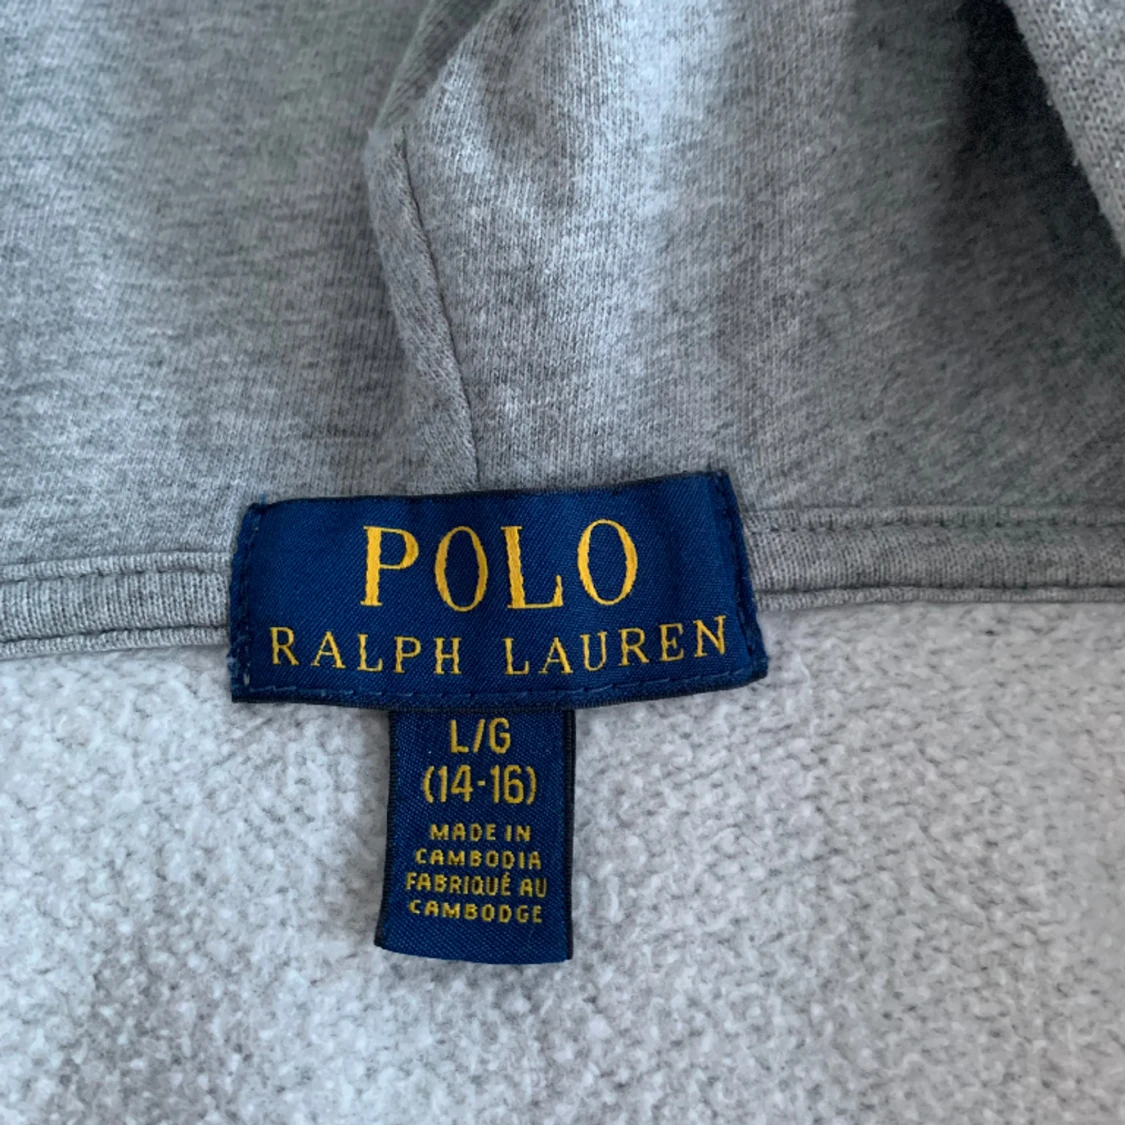 POLO
RALPH LAUREN
L/G
(14-16)
MADE IN
CAMBODIA
FABRIQUÉ AU
CAMBODGE